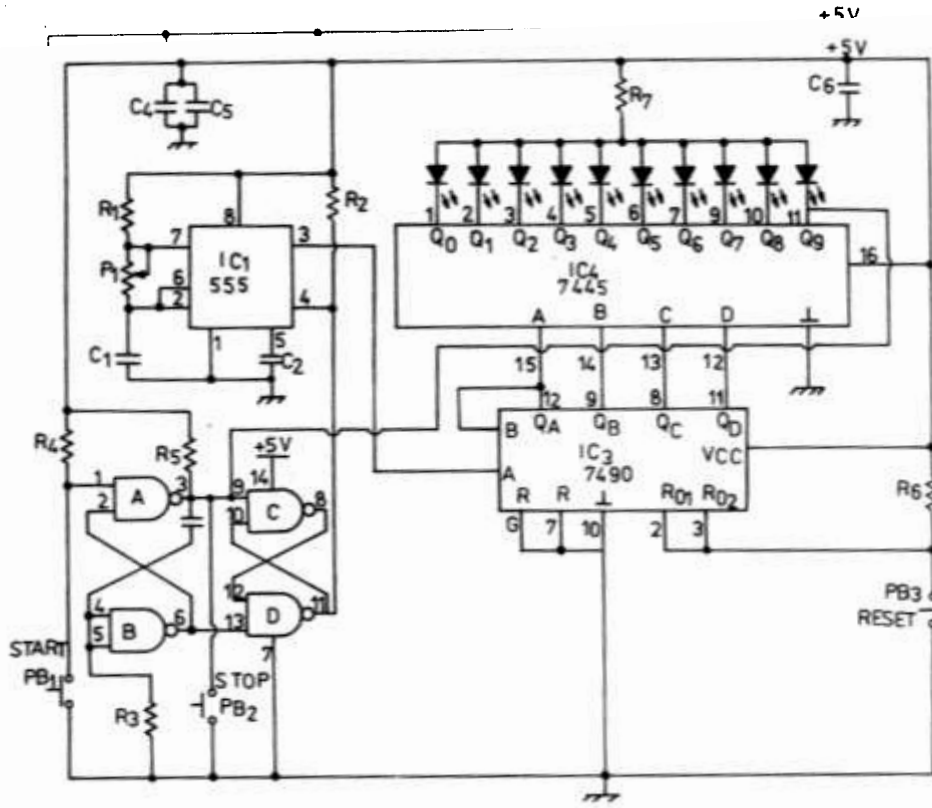 +5V
+5V
C4 C5
C6
R7
R1
R2
P1
8
7
3
IC1
555
6
2
4
1
5
C1
C2
1 2 3 4 5 6 7 9 10 11
Q0 Q1 Q2 Q3 Q4 Q5 Q6 Q7 Q8 Q9
IC4
7445
16
A B C D ⊥
15 14 13 12
12 9 8 11
B QA QB QC QD
IC3
7490
VCC
A
R R ⊥ R01 R02
G 7 10 2 3
R4
R5
+5V
14
R6
1
2
A
3
9
10
C
8
4
5
B
6
12
13
D
11
7
START
PB1
R3
STOP
PB2
PB3
RESET